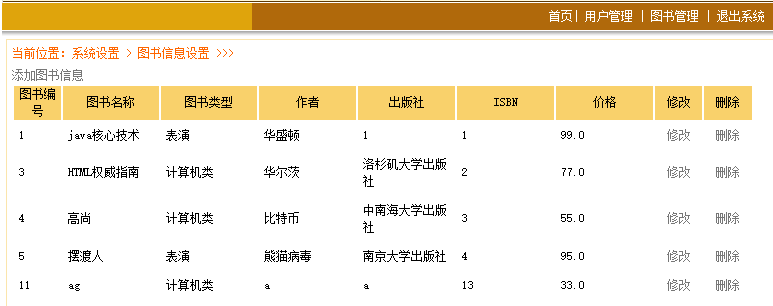 首页| 用户管理 | 图书管理 | 退出系统
当前位置: 系统设置 > 图书信息设置 >>>
添加图书信息
图书编号 图书名称 图书类型 作者 出版社 ISBN 价格 修改 删除
1 java核心技术 表演 华盛顿 1 1 99.0 修改 删除
3 HTML权威指南 计算机类 华尔茨 洛杉矶大学出版社 2 77.0 修改 删除
4 高尚 计算机类 比特币 中南海大学出版社 3 55.0 修改 删除
5 摆渡人 表演 熊猫病毒 南京大学出版社 4 95.0 修改 删除
11 ag 计算机类 a a 13 33.0 修改 删除